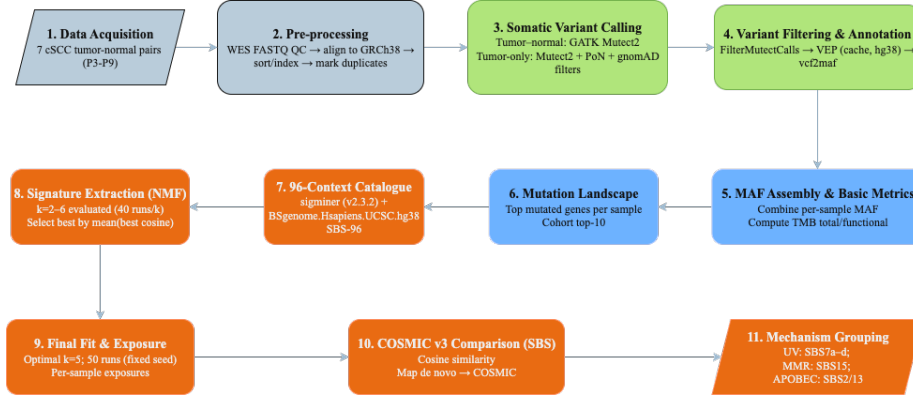 1. Data Acquisition
7 cSCC tumor-normal pairs
(P3-P9)
2. Pre-processing
WES FASTQ QC → align to GRCh38 →
sort/index → mark duplicates
3. Somatic Variant Calling
Tumor–normal: GATK Mutect2
Tumor-only: Mutect2 + PoN + gnomAD
filters
4. Variant Filtering & Annotation
FilterMutectCalls → VEP (cache, hg38) →
vcf2maf
8. Signature Extraction (NMF)
k=2–6 evaluated (40 runs/k)
Select best by mean(best cosine)
7. 96-Context Catalogue
sigminer (v2.3.2) +
BSgenome.Hsapiens.UCSC.hg38
SBS-96
6. Mutation Landscape
Top mutated genes per sample
Cohort top-10
5. MAF Assembly & Basic Metrics
Combine per-sample MAF
Compute TMB total/functional
9. Final Fit & Exposure
Optimal k=5; 50 runs (fixed seed)
Per-sample exposures
10. COSMIC v3 Comparison (SBS)
Cosine similarity
Map de novo → COSMIC
11. Mechanism Grouping
UV: SBS7a–d;
MMR: SBS15;
APOBEC: SBS2/13